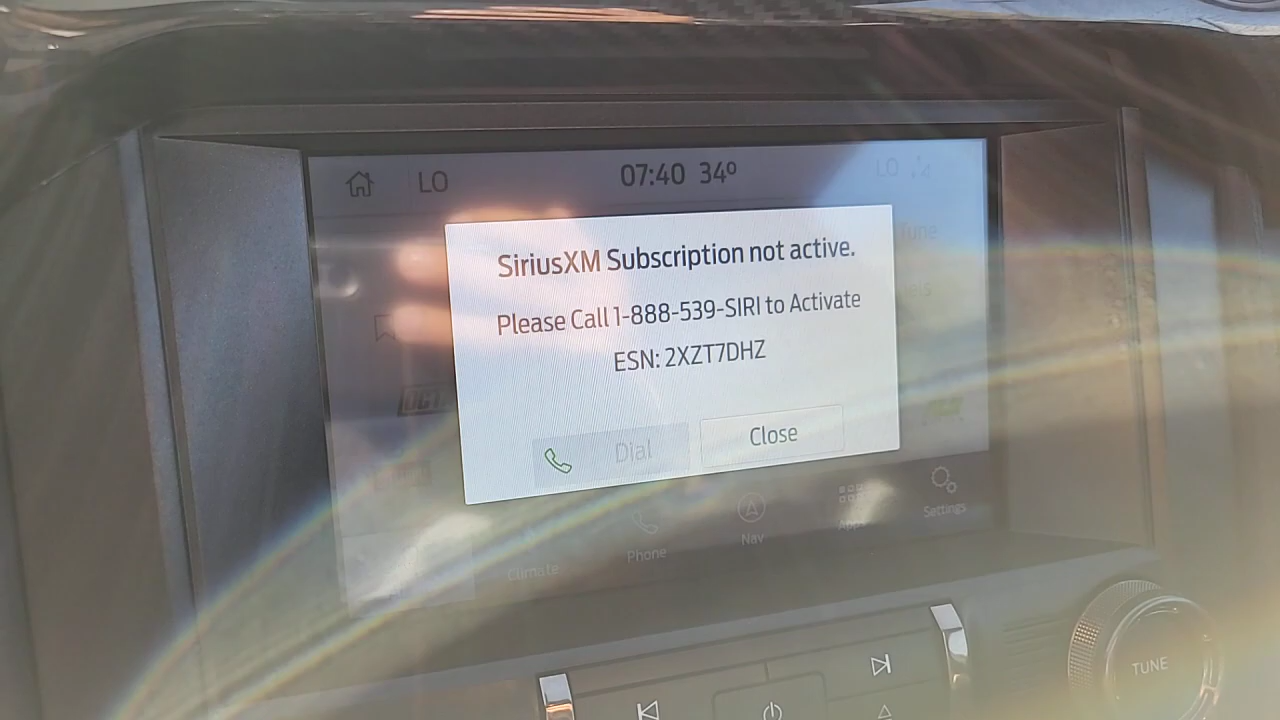 LO 07:40 34º LO
Tune
SiriusXM Subscription not active.
Please Call 1-888-539-SIRI to Activate
ESN: 2XZT7DHZ
Dial Close
Climate Phone Nav Apps Settings
TUNE